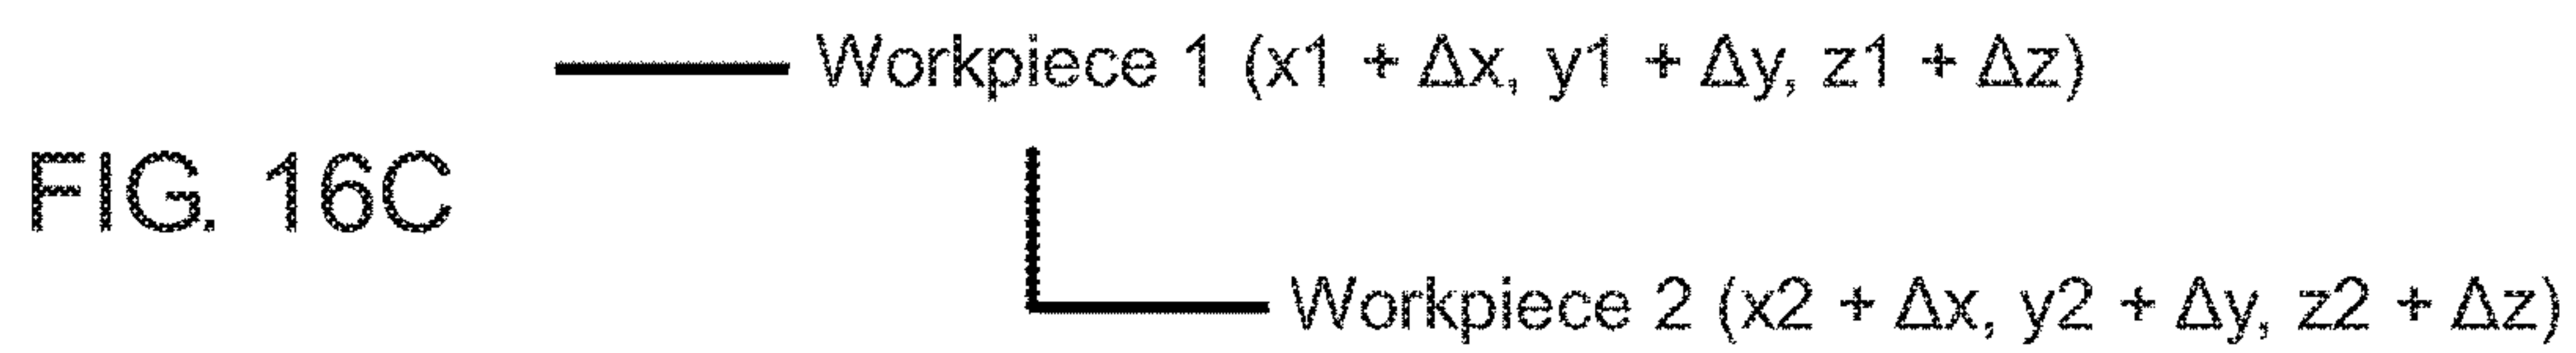 Workpiece 1 (x1 + Δx, y1 + Δy, z1 + Δz)
FIG. 16C
Workpiece 2 (x2 + Δx, y2 + Δy, z2 + Δz)